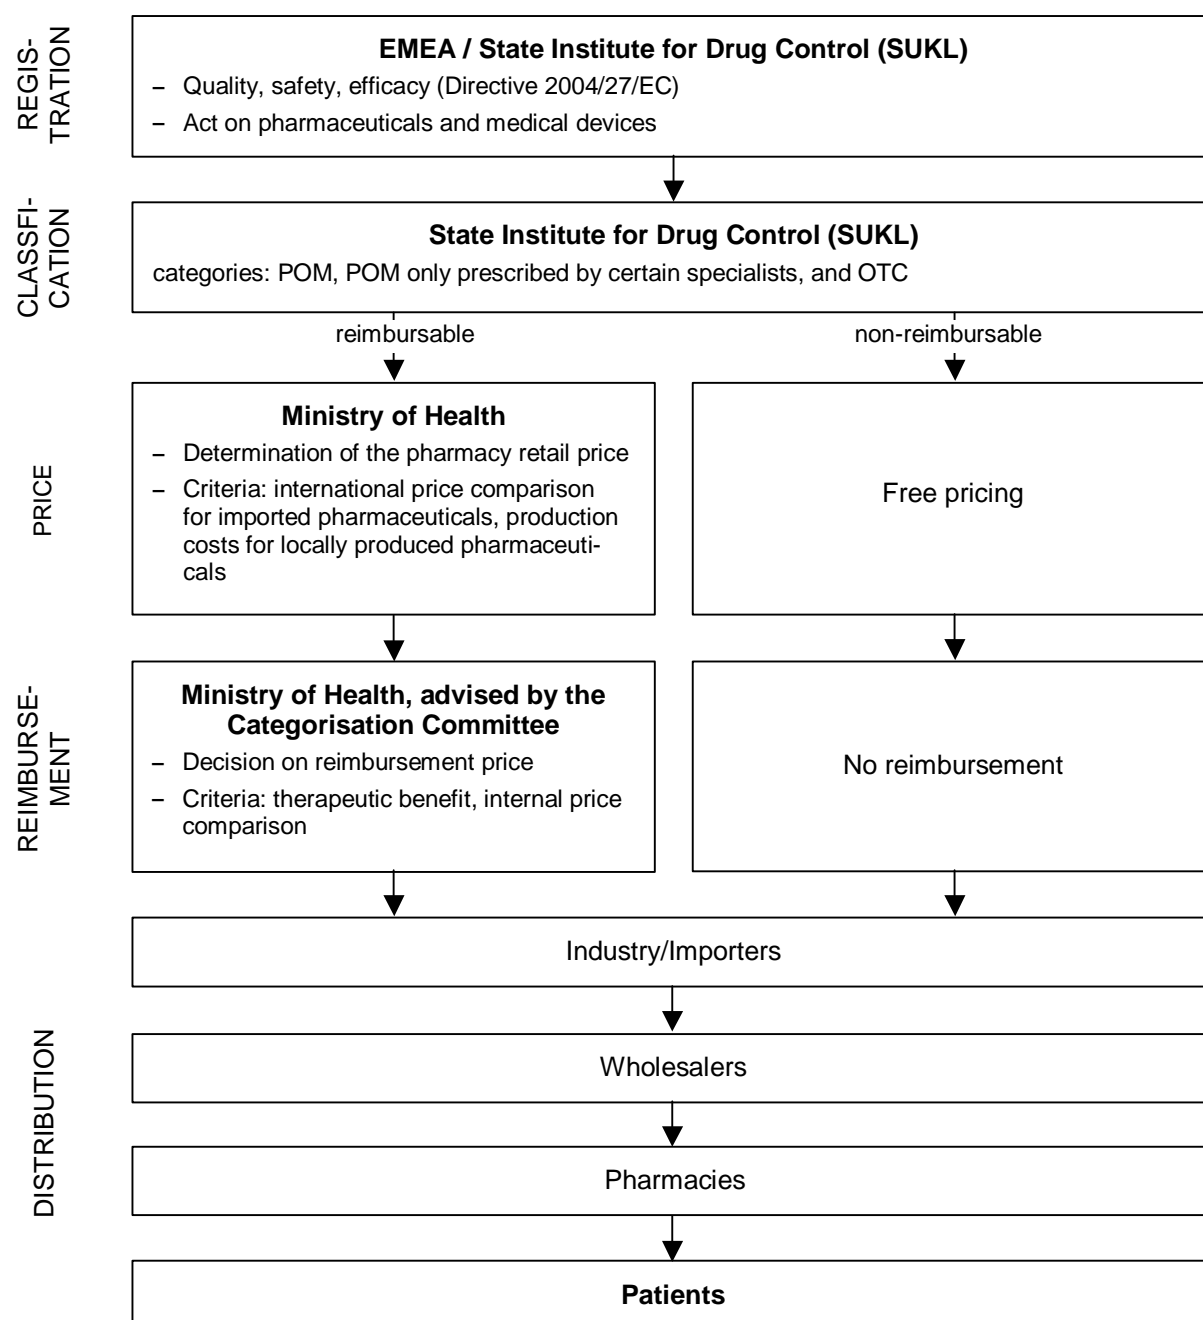 REGIS-
TRATION
EMEA / State Institute for Drug Control (SUKL)
– Quality, safety, efficacy (Directive 2004/27/EC)
– Act on pharmaceuticals and medical devices
CLASSFI-
CATION
State Institute for Drug Control (SUKL)
categories: POM, POM only prescribed by certain specialists, and OTC
reimbursable
non-reimbursable
PRICE
Ministry of Health
– Determination of the pharmacy retail price
– Criteria: international price comparison
for imported pharmaceuticals, production
costs for locally produced pharmaceuti-
cals
Free pricing
REIMBURSE-
MENT
Ministry of Health, advised by the
Categorisation Committee
– Decision on reimbursement price
– Criteria: therapeutic benefit, internal price
comparison
No reimbursement
DISTRIBUTION
Industry/Importers
Wholesalers
Pharmacies
Patients